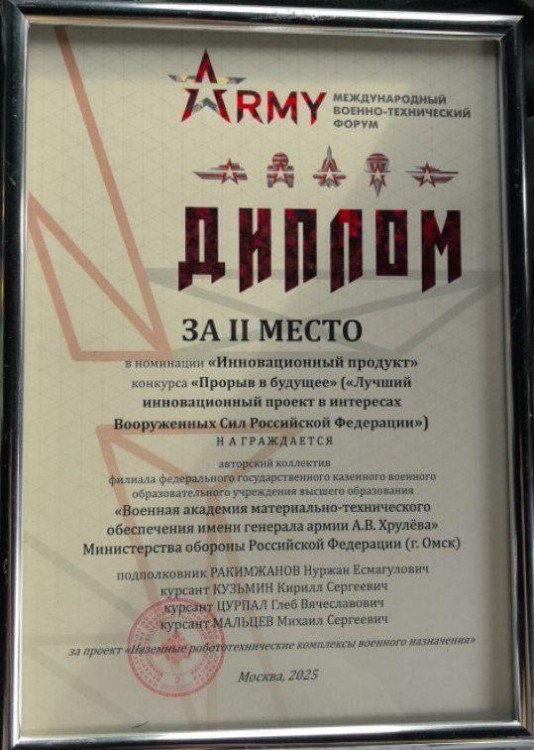 ARMY
МЕЖДУНАРОДНЫЙ
ВОЕННО-ТЕХНИЧЕСКИЙ
ФОРУМ
ДИПЛОМ
ЗА II МЕСТО
в номинации «Инновационный продукт»
конкурса «Прорыв в будущее» («Лучший
инновационный проект в интересах
Вооруженных Сил Российской Федерации»)
НАГРАЖДАЕТСЯ
авторский коллектив
филиала федерального государственного казенного военного
образовательного учреждения высшего образования
«Военная академия материально-технического
обеспечения имени генерала армии А.В. Хрулёва»
Министерства обороны Российской Федерации (г. Омск)
подполковник РАКИМЖАНОВ Нуржан Есмагулович
курсант КУЗЬМИН Кирилл Сергеевич
курсант ЦУРПАЛ Глеб Вячеславович
курсант МАЛЬЦЕВ Михаил Сергеевич
за проект «Наземные робототехнические комплексы военного назначения»
Москва, 2025